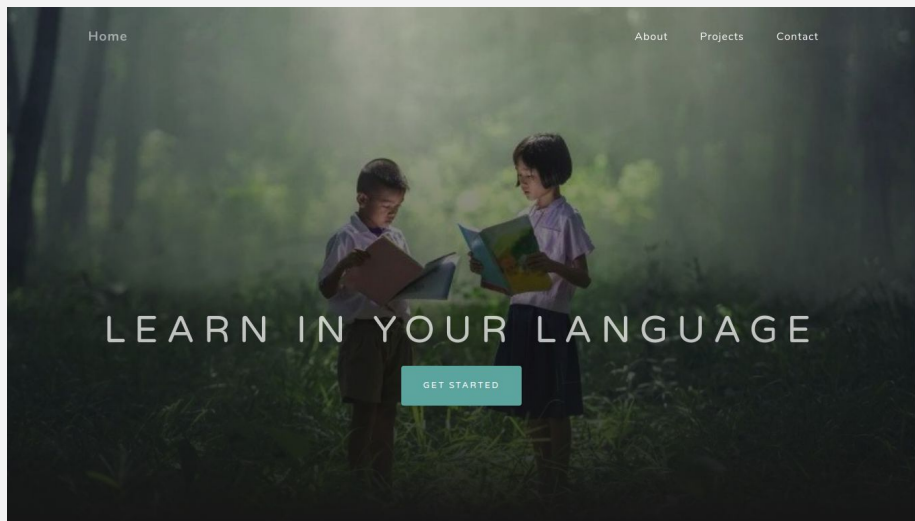 Home
About Projects Contact
LEARN IN YOUR LANGUAGE
GET STARTED